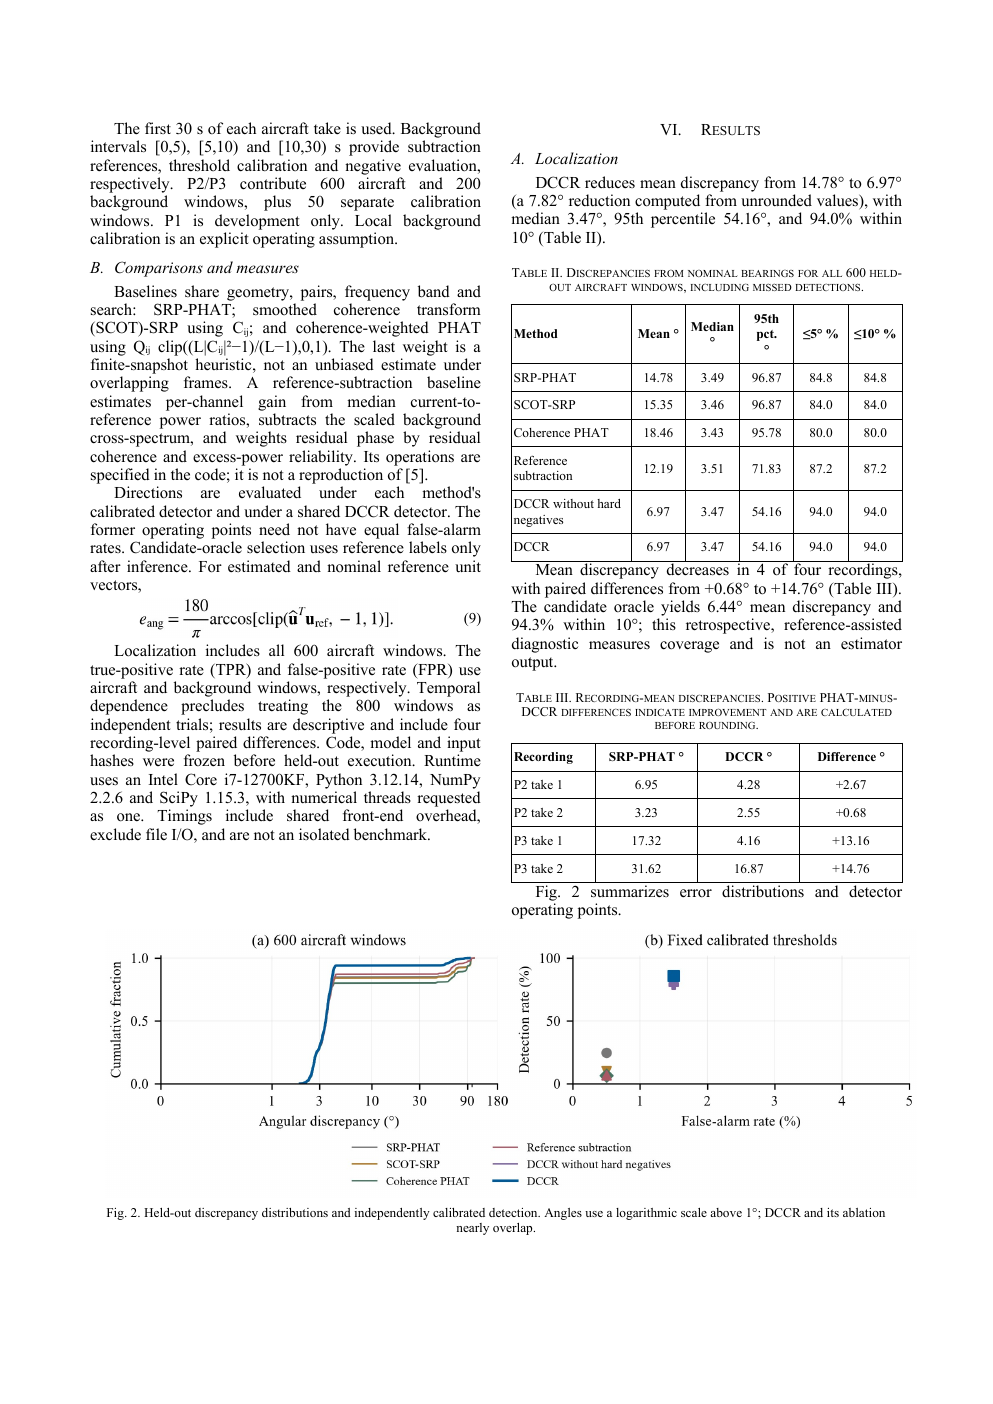 The first 30 s of each aircraft take is used. Background
intervals [0,5), [5,10) and [10,30) s provide subtraction
references, threshold calibration and negative evaluation,
respectively. P2/P3 contribute 600 aircraft and 200
background windows, plus 50 separate calibration
windows. P1 is development only. Local background
calibration is an explicit operating assumption.
B. Comparisons and measures
Baselines share geometry, pairs, frequency band and
search: SRP-PHAT; smoothed coherence transform
(SCOT)-SRP using Cᵢⱼ; and coherence-weighted PHAT
using Qᵢⱼ clip((L|Cᵢⱼ|²−1)/(L−1),0,1). The last weight is a
finite-snapshot heuristic, not an unbiased estimate under
overlapping frames. A reference-subtraction baseline
estimates per-channel gain from median current-to-
reference power ratios, subtracts the scaled background
cross-spectrum, and weights residual phase by residual
coherence and excess-power reliability. Its operations are
specified in the code; it is not a reproduction of [5].
Directions are evaluated under each method's
calibrated detector and under a shared DCCR detector. The
former operating points need not have equal false-alarm
rates. Candidate-oracle selection uses reference labels only
after inference. For estimated and nominal reference unit
vectors,
e_ang = 180/π arccos[clip(û^T u_ref, − 1, 1)]. (9)
Localization includes all 600 aircraft windows. The
true-positive rate (TPR) and false-positive rate (FPR) use
aircraft and background windows, respectively. Temporal
dependence precludes treating the 800 windows as
independent trials; results are descriptive and include four
recording-level paired differences. Code, model and input
hashes were frozen before held-out execution. Runtime
uses an Intel Core i7-12700KF, Python 3.12.14, NumPy
2.2.6 and SciPy 1.15.3, with numerical threads requested
as one. Timings include shared front-end overhead,
exclude file I/O, and are not an isolated benchmark.
VI. RESULTS
A. Localization
DCCR reduces mean discrepancy from 14.78° to 6.97°
(a 7.82° reduction computed from unrounded values), with
median 3.47°, 95th percentile 54.16°, and 94.0% within
10° (Table II).
TABLE II. DISCREPANCIES FROM NOMINAL BEARINGS FOR ALL 600 HELD-
OUT AIRCRAFT WINDOWS, INCLUDING MISSED DETECTIONS.
Method Mean ° Median ° 95th pct. ° ≤5° % ≤10° %
SRP-PHAT 14.78 3.49 96.87 84.8 84.8
SCOT-SRP 15.35 3.46 96.87 84.0 84.0
Coherence PHAT 18.46 3.43 95.78 80.0 80.0
Reference subtraction 12.19 3.51 71.83 87.2 87.2
DCCR without hard negatives 6.97 3.47 54.16 94.0 94.0
DCCR 6.97 3.47 54.16 94.0 94.0
Mean discrepancy decreases in 4 of four recordings,
with paired differences from +0.68° to +14.76° (Table III).
The candidate oracle yields 6.44° mean discrepancy and
94.3% within 10°; this retrospective, reference-assisted
diagnostic measures coverage and is not an estimator
output.
TABLE III. RECORDING-MEAN DISCREPANCIES. POSITIVE PHAT-MINUS-
DCCR DIFFERENCES INDICATE IMPROVEMENT AND ARE CALCULATED
BEFORE ROUNDING.
Recording SRP-PHAT ° DCCR ° Difference °
P2 take 1 6.95 4.28 +2.67
P2 take 2 3.23 2.55 +0.68
P3 take 1 17.32 4.16 +13.16
P3 take 2 31.62 16.87 +14.76
Fig. 2 summarizes error distributions and detector
operating points.
(a) 600 aircraft windows
Cumulative fraction
1.0
0.5
0.0
0 1 3 10 30 90 180
Angular discrepancy (°)
(b) Fixed calibrated thresholds
Detection rate (%)
100
50
0
0 1 2 3 4 5
False-alarm rate (%)
SRP-PHAT
SCOT-SRP
Coherence PHAT
Reference subtraction
DCCR without hard negatives
DCCR
Fig. 2. Held-out discrepancy distributions and independently calibrated detection. Angles use a logarithmic scale above 1°; DCCR and its ablation
nearly overlap.